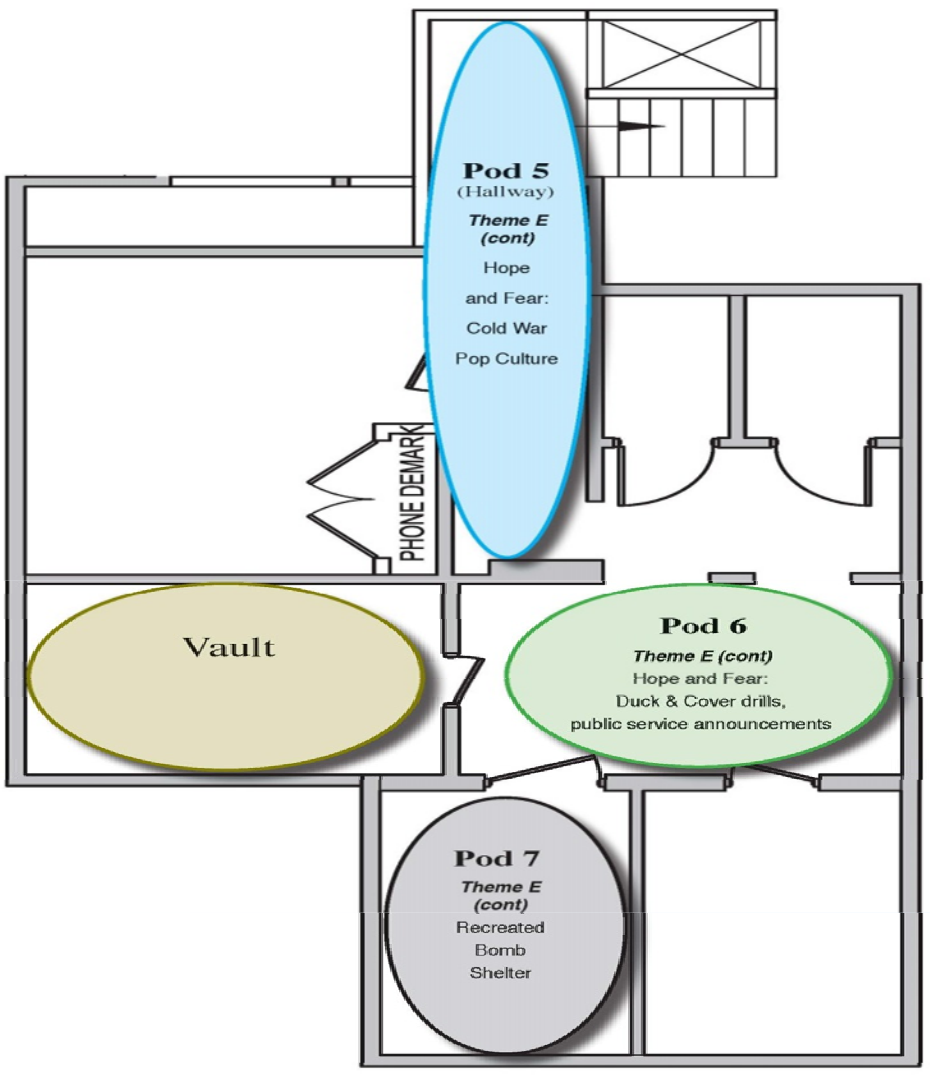 Pod 5
(Hallway)
Theme E
(cont)
Hope
and Fear:
Cold War
Pop Culture
PHONE DEMARK
Vault
Pod 6
Theme E (cont)
Hope and Fear:
Duck & Cover drills,
public service announcements
Pod 7
Theme E
(cont)
Recreated
Bomb
Shelter